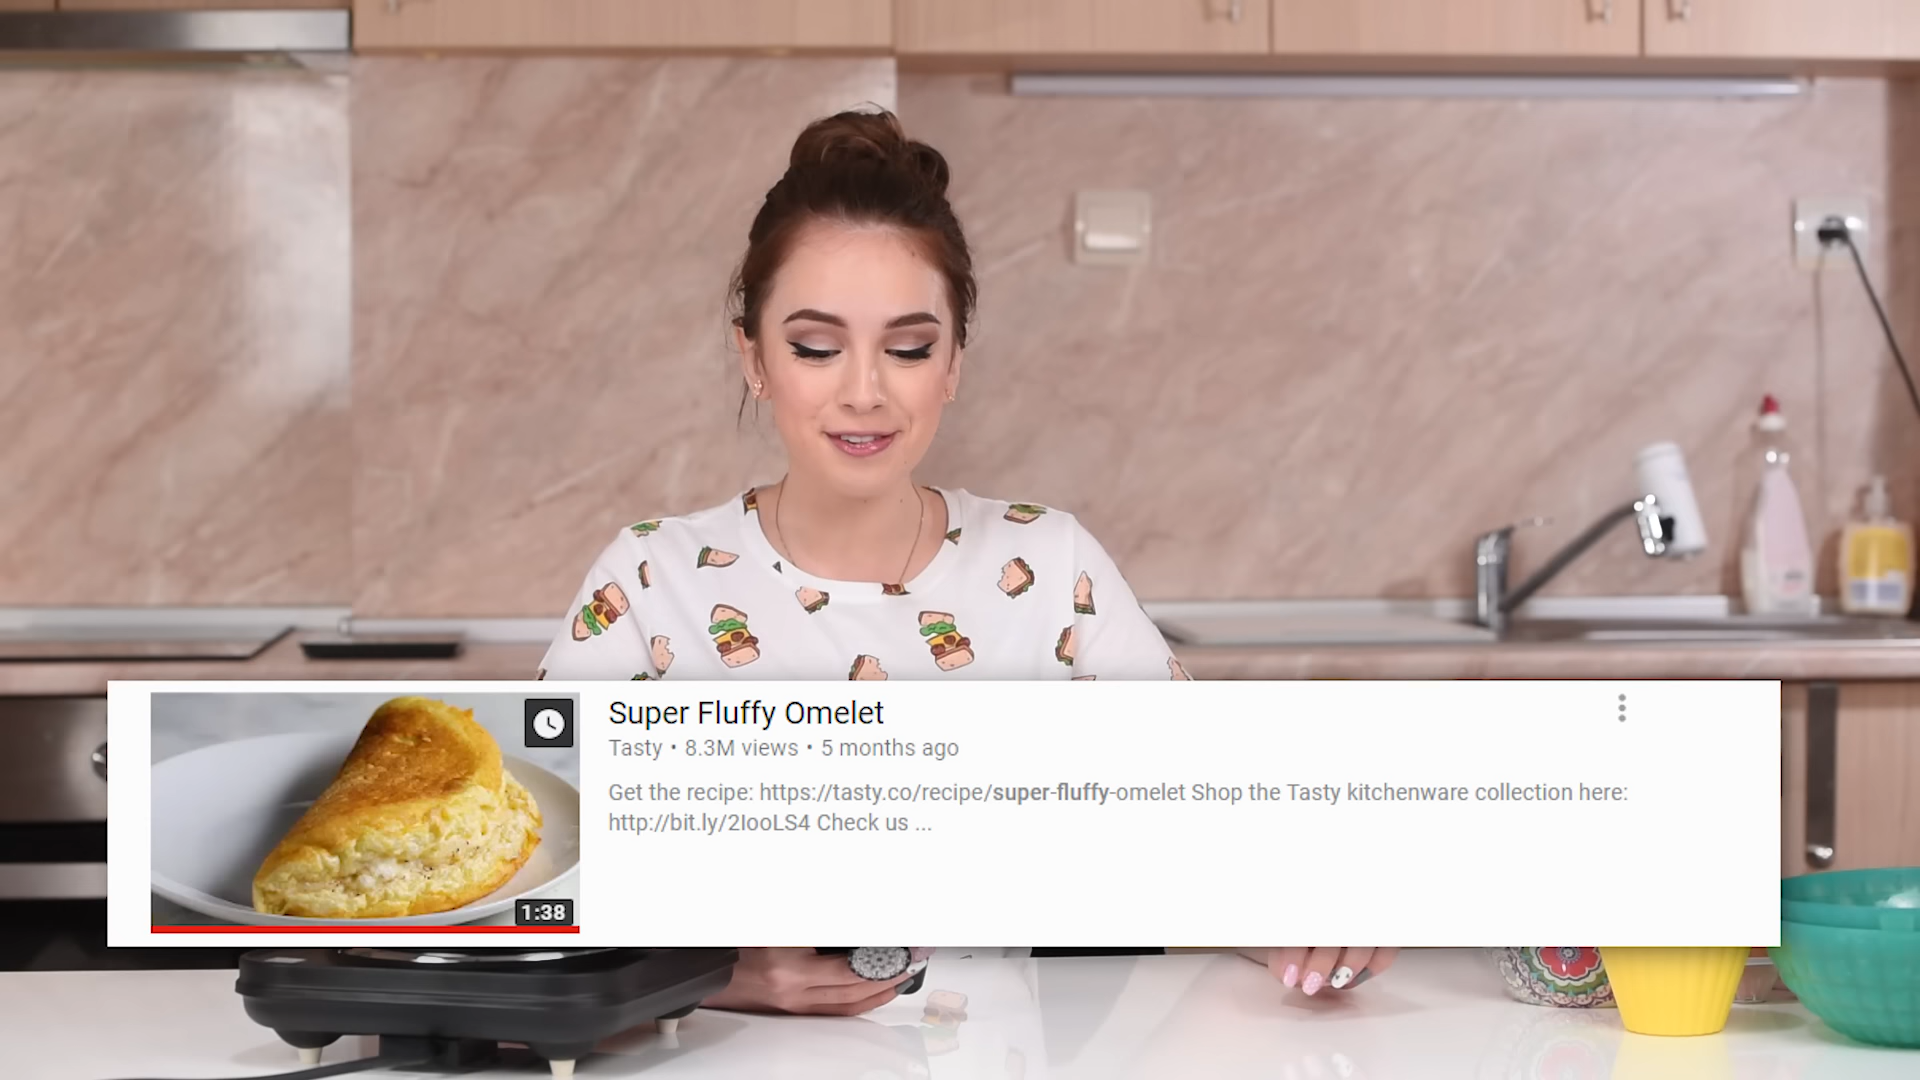 Super Fluffy Omelet
Tasty • 8.3M views • 5 months ago
Get the recipe: https://tasty.co/recipe/super-fluffy-omelet Shop the Tasty kitchenware collection here:
http://bit.ly/2IooLS4 Check us ...
1:38